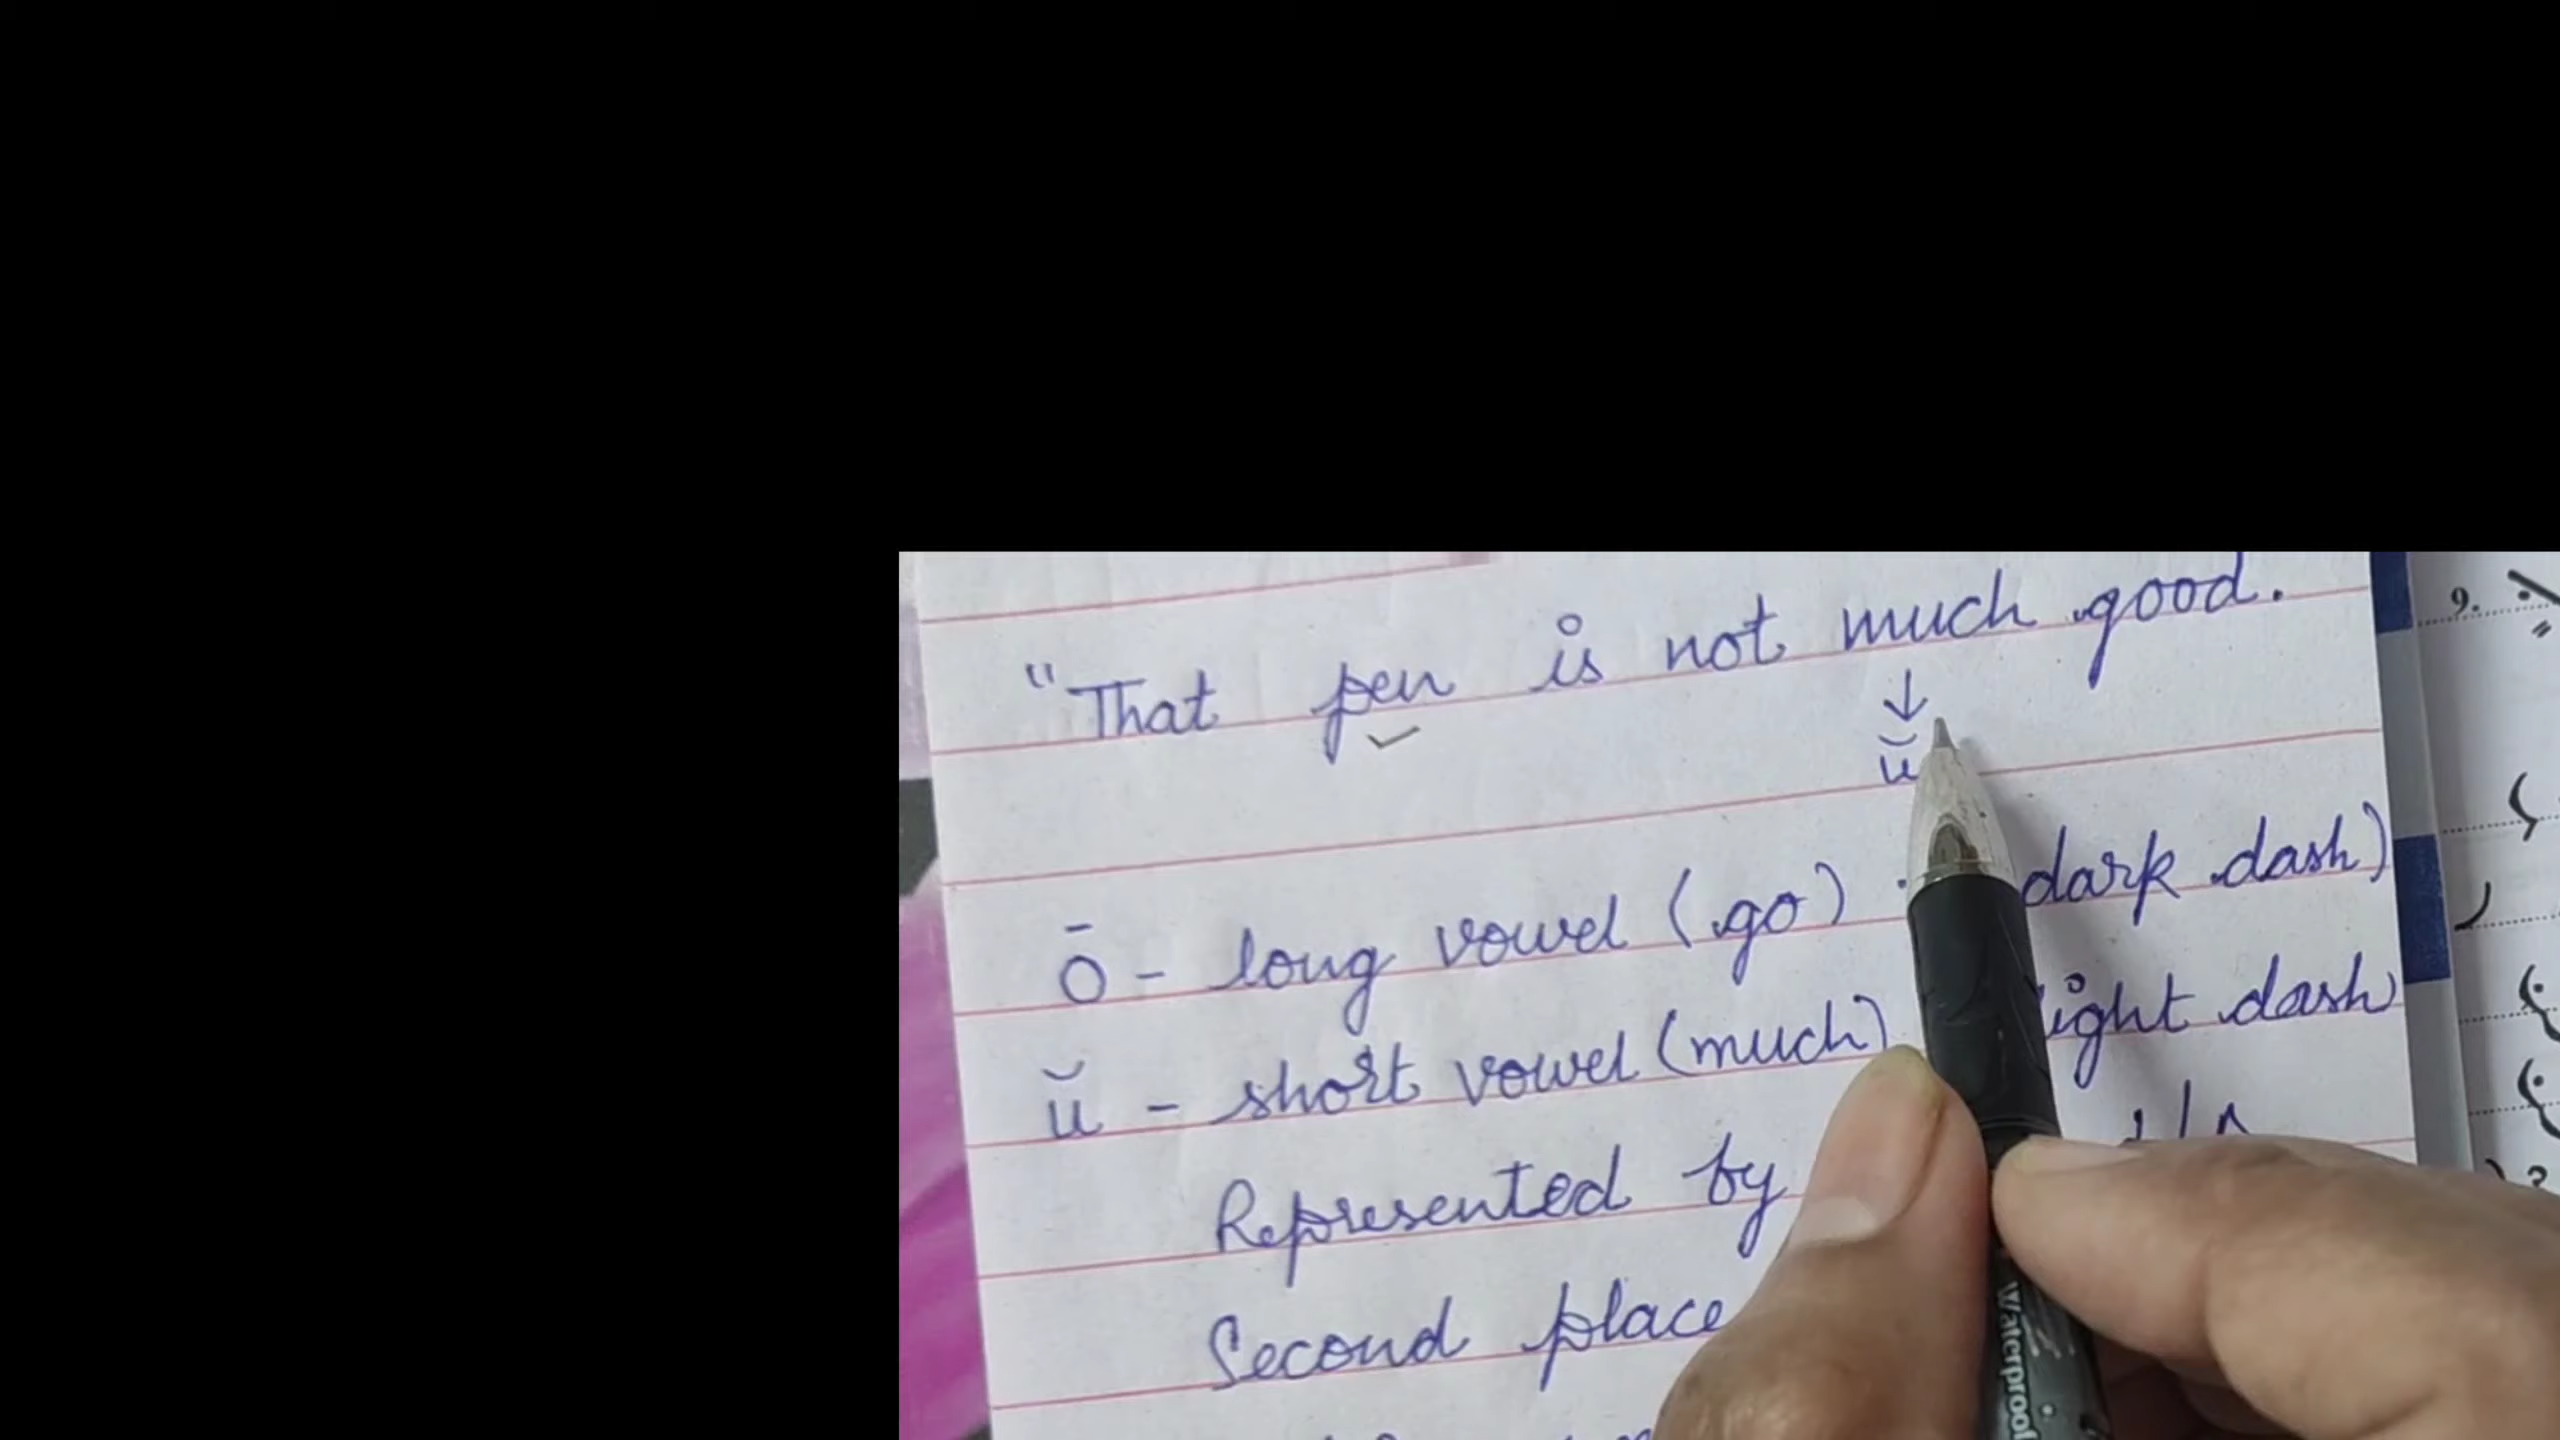 "That pen is not much good.
↓
ŭ
ō - long vowel (go) dark dash)
ŭ - short vowel (much) light dash
Represented by
Second place
9.
Waterproof